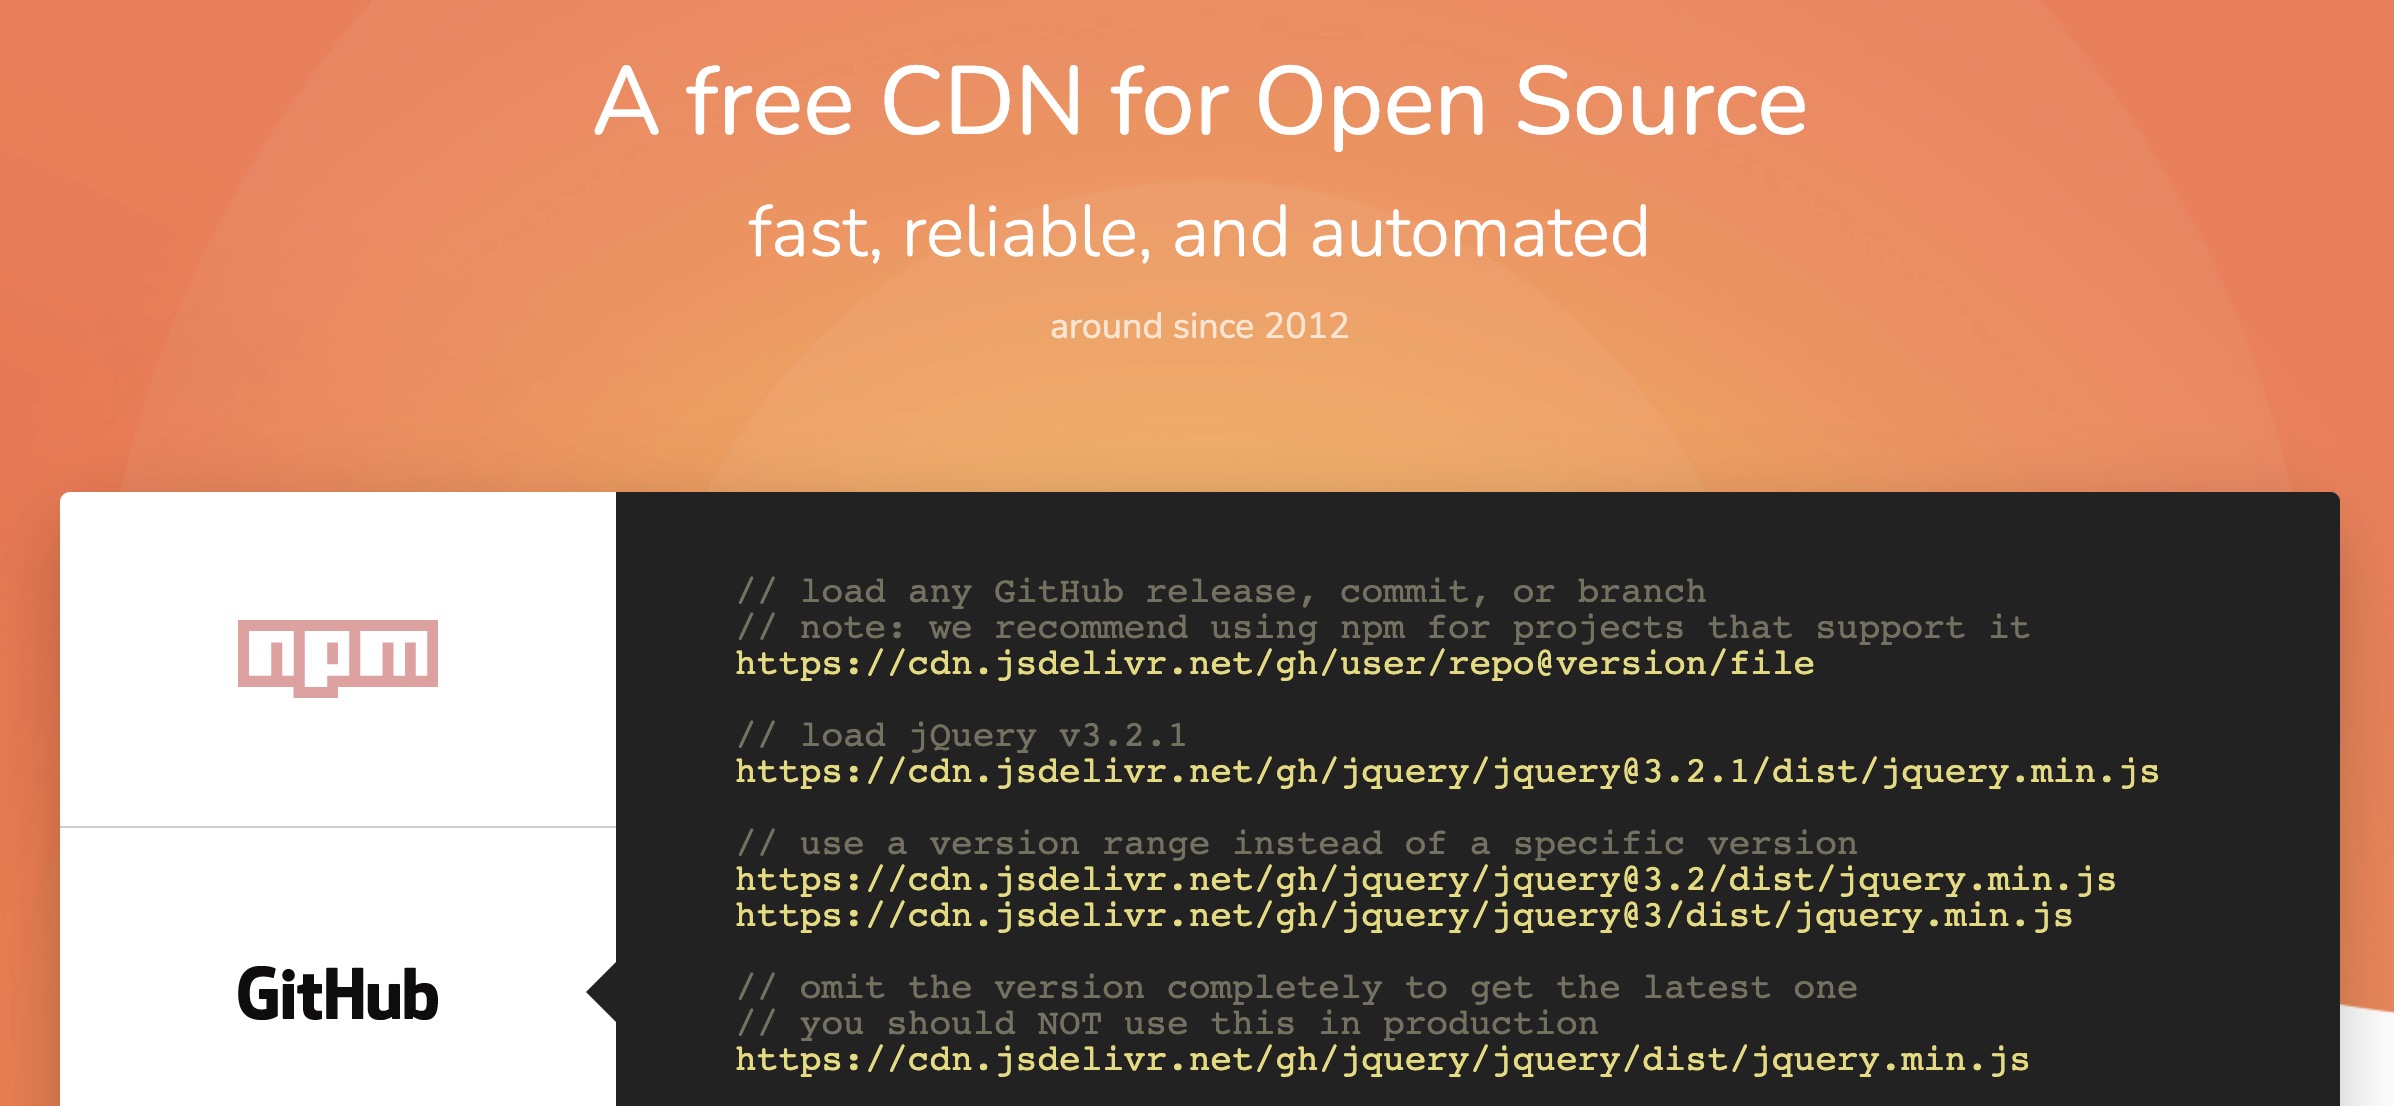 A free CDN for Open Source
fast, reliable, and automated
around since 2012
npm
GitHub
// load any GitHub release, commit, or branch
// note: we recommend using npm for projects that support it
https://cdn.jsdelivr.net/gh/user/repo@version/file
// load jQuery v3.2.1
https://cdn.jsdelivr.net/gh/jquery/jquery@3.2.1/dist/jquery.min.js
// use a version range instead of a specific version
https://cdn.jsdelivr.net/gh/jquery/jquery@3.2/dist/jquery.min.js
https://cdn.jsdelivr.net/gh/jquery/jquery@3/dist/jquery.min.js
// omit the version completely to get the latest one
// you should NOT use this in production
https://cdn.jsdelivr.net/gh/jquery/jquery/dist/jquery.min.js